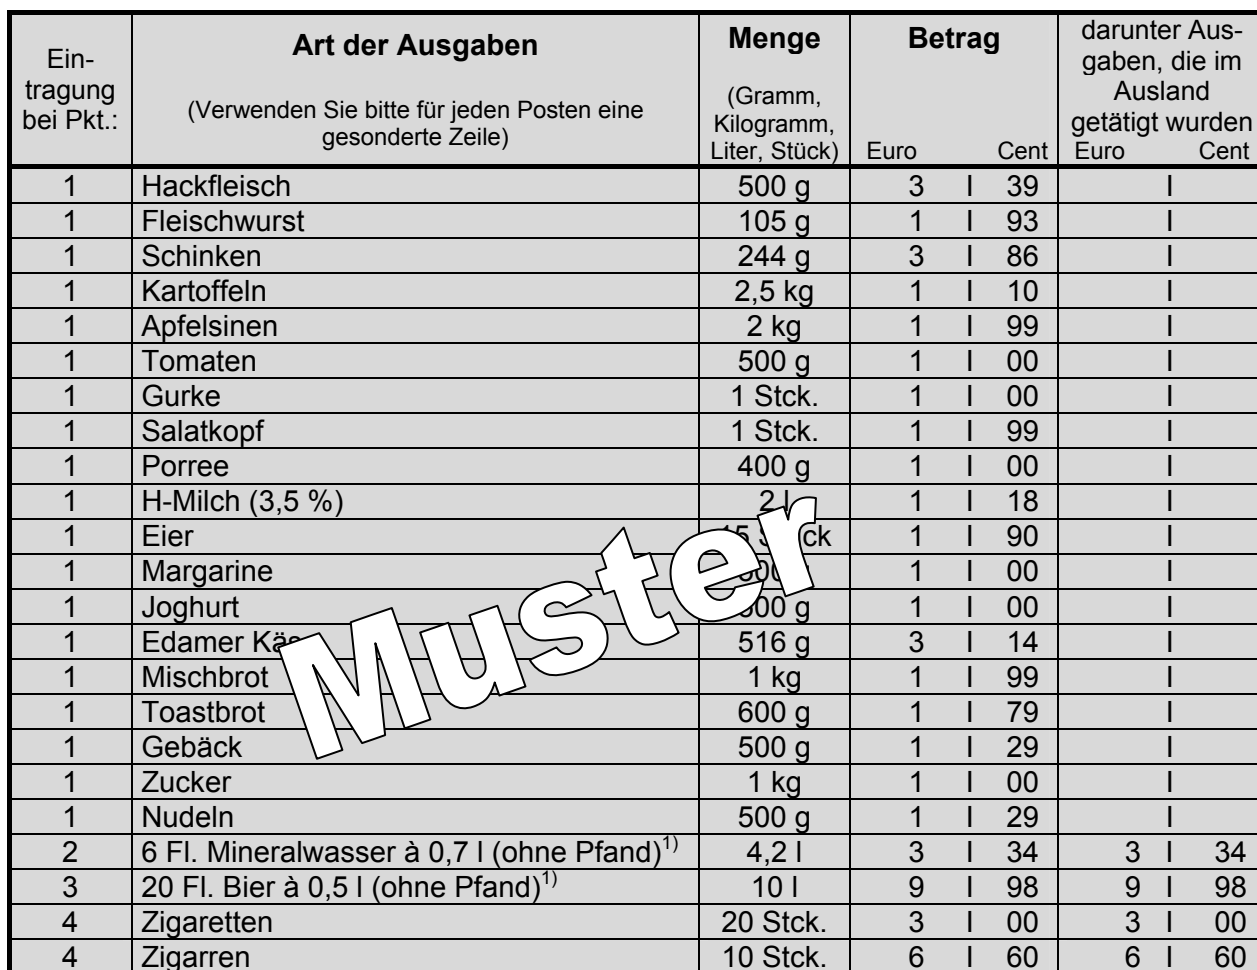 Ein-
tragung
bei Pkt.:
Art der Ausgaben
(Verwenden Sie bitte für jeden Posten eine
gesonderte Zeile)
Menge
(Gramm,
Kilogramm,
Liter, Stück)
Betrag
Euro Cent
darunter Aus-
gaben, die im
Ausland
getätigt wurden
Euro Cent
1 Hackfleisch 500 g 3 I 39 I
1 Fleischwurst 105 g 1 I 93 I
1 Schinken 244 g 3 I 86 I
1 Kartoffeln 2,5 kg 1 I 10 I
1 Apfelsinen 2 kg 1 I 99 I
1 Tomaten 500 g 1 I 00 I
1 Gurke 1 Stck. 1 I 00 I
1 Salatkopf 1 Stck. 1 I 99 I
1 Porree 400 g 1 I 00 I
1 H-Milch (3,5 %) 2 l 1 I 18 I
1 Eier 1 I 90 I
1 Margarine 1 I 00 I
1 Joghurt 1 I 00 I
1 Edamer 516 g 3 I 14 I
1 Mischbrot 1 kg 1 I 99 I
1 Toastbrot 600 g 1 I 79 I
1 Gebäck 500 g 1 I 29 I
1 Zucker 1 kg 1 I 00 I
1 Nudeln 500 g 1 I 29 I
2 6 Fl. Mineralwasser à 0,7 l (ohne Pfand)1) 4,2 l 3 I 34 3 I 34
3 20 Fl. Bier à 0,5 l (ohne Pfand)1) 10 l 9 I 98 9 I 98
4 Zigaretten 20 Stck. 3 I 00 3 I 00
4 Zigarren 10 Stck. 6 I 60 6 I 60
Muster